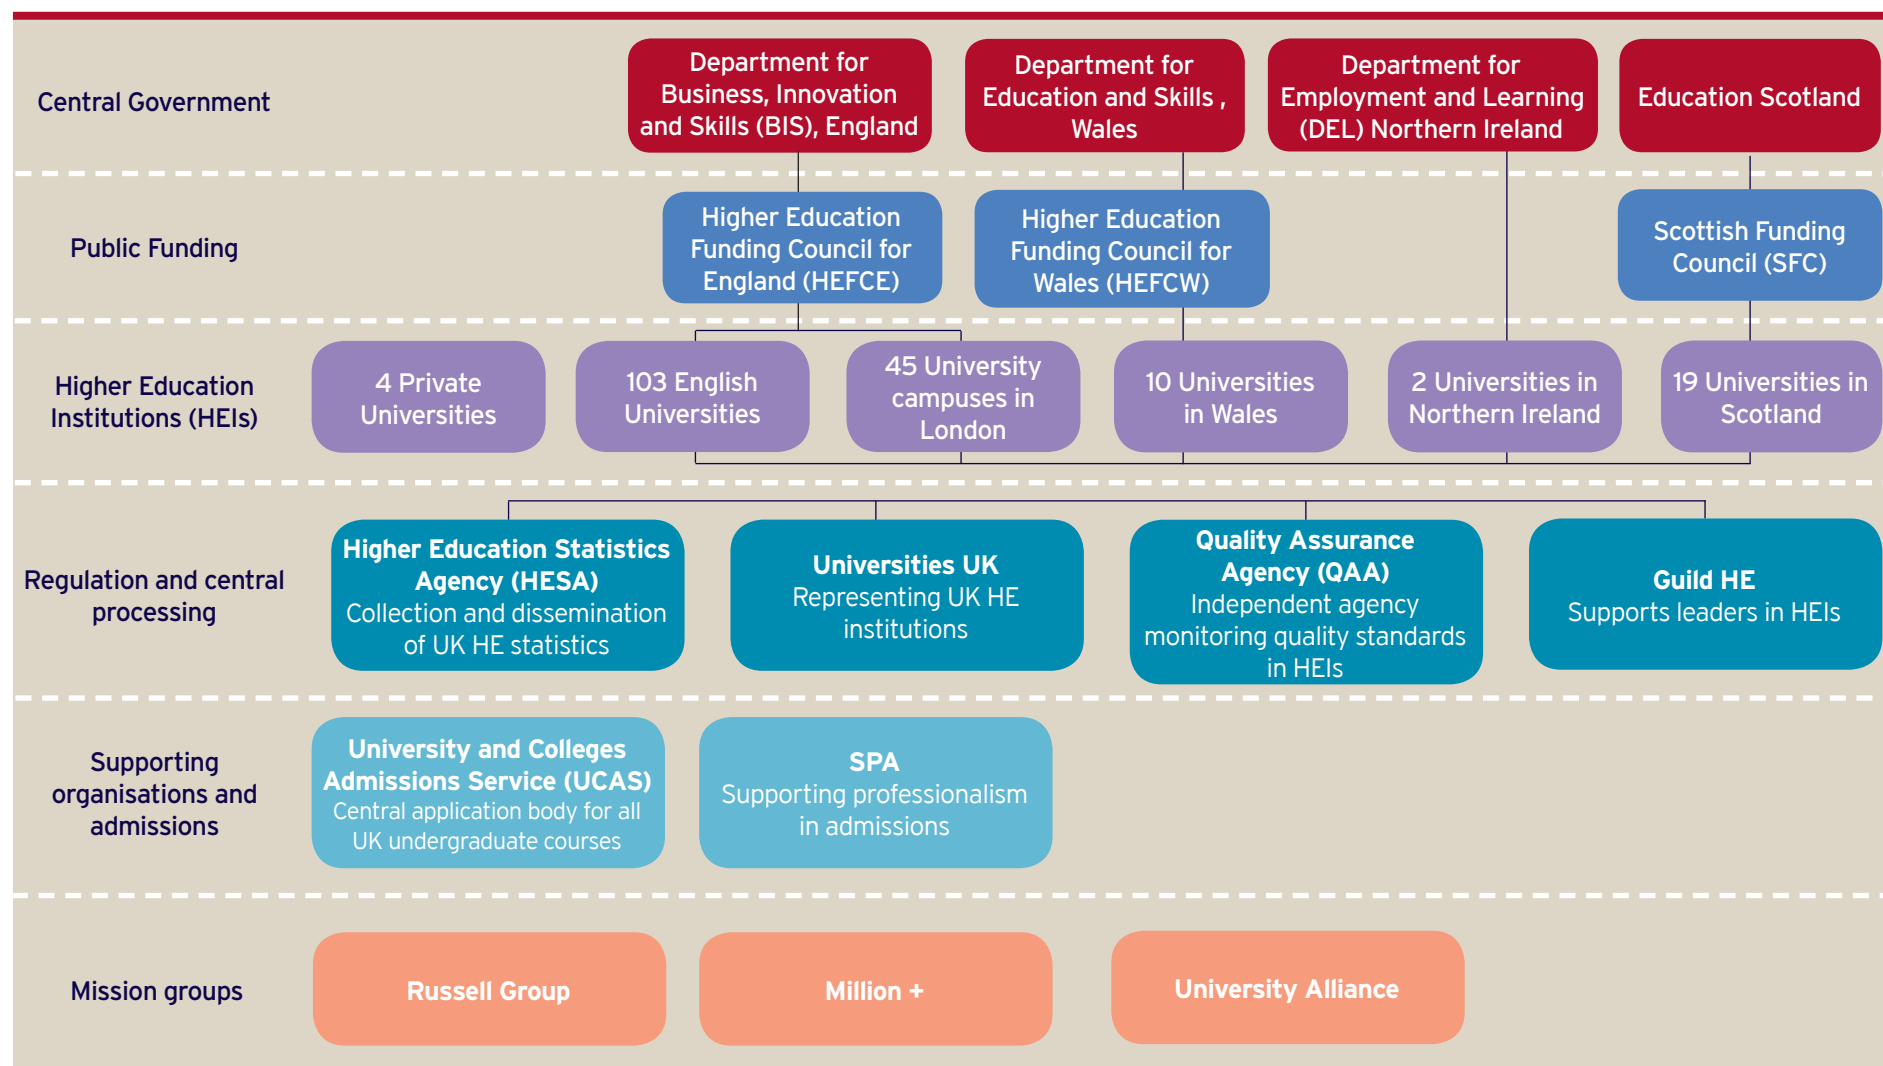 Central Government
Department for
Business, Innovation
and Skills (BIS), England
Department for
Education and Skills ,
Wales
Department for
Employment and Learning
(DEL) Northern Ireland
Education Scotland
Public Funding
Higher Education
Funding Council for
England (HEFCE)
Higher Education
Funding Council for
Wales (HEFCW)
Scottish Funding
Council (SFC)
Higher Education
Institutions (HEIs)
4 Private
Universities
103 English
Universities
45 University
campuses in
London
10 Universities
in Wales
2 Universities in
Northern Ireland
19 Universities in
Scotland
Regulation and central
processing
Higher Education Statistics
Agency (HESA)
Collection and dissemination
of UK HE statistics
Universities UK
Representing UK HE
institutions
Quality Assurance
Agency (QAA)
Independent agency
monitoring quality standards
in HEIs
Guild HE
Supports leaders in HEIs
Supporting
organisations and
admissions
University and Colleges
Admissions Service (UCAS)
Central application body for all
UK undergraduate courses
SPA
Supporting professionalism
in admissions
Mission groups
Russell Group
Million +
University Alliance